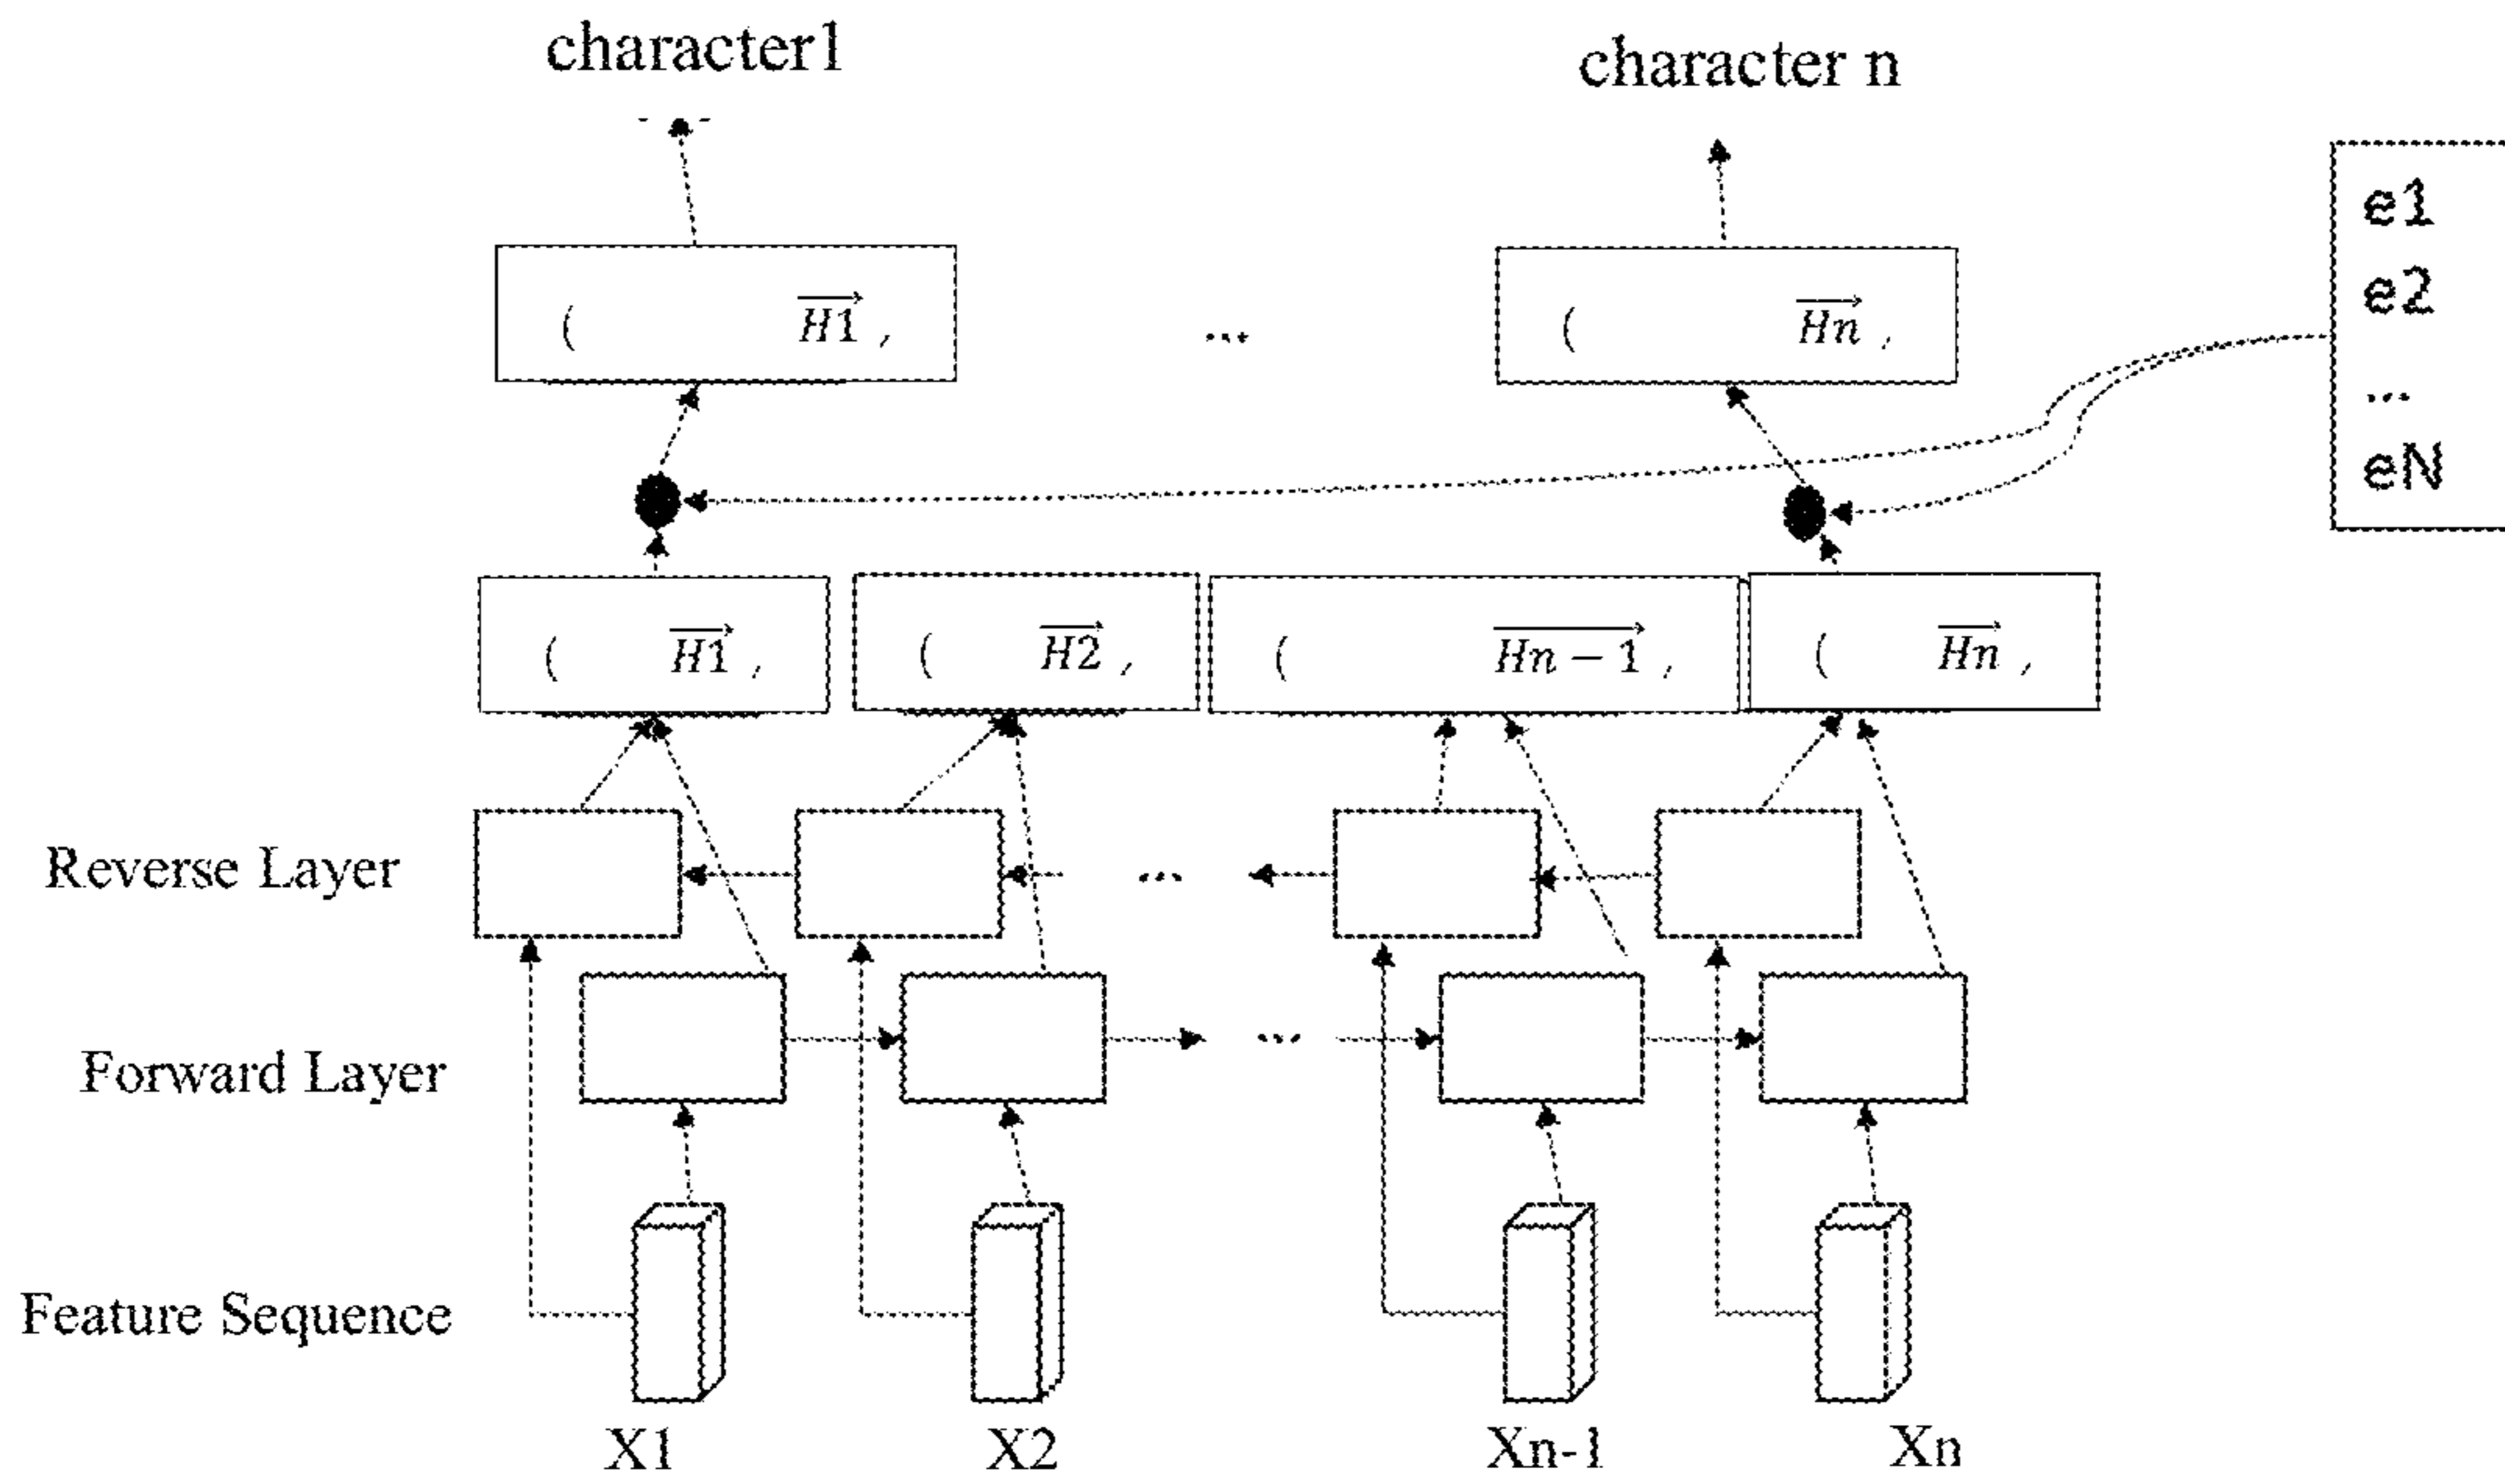 character1
character n
e1
e2
...
eN
( H1⃗ ,
...
( Hn⃗ ,
( H1⃗ ,
( H2⃗ ,
( Hn − 1⃗ ,
( Hn⃗ ,
Reverse Layer
...
Forward Layer
...
Feature Sequence
X1
X2
Xn-1
Xn